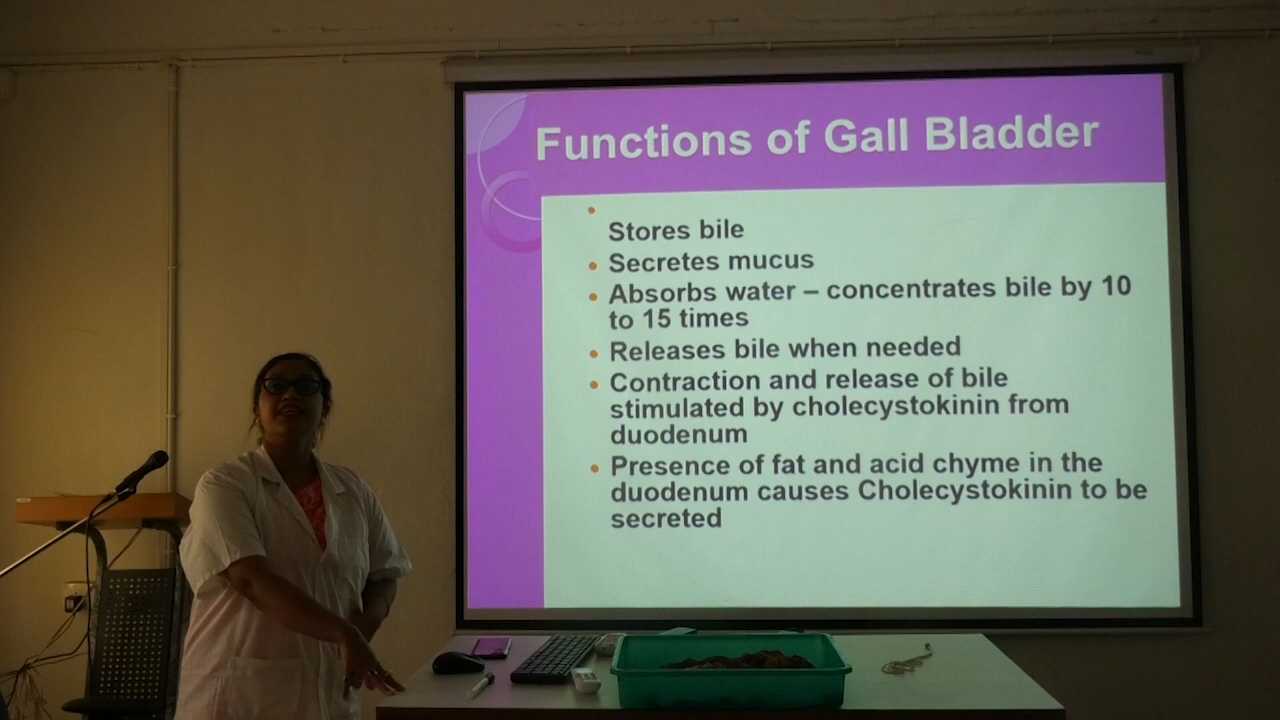 Functions of Gall Bladder
Stores bile
Secretes mucus
Absorbs water – concentrates bile by 10
to 15 times
Releases bile when needed
Contraction and release of bile
stimulated by cholecystokinin from
duodenum
Presence of fat and acid chyme in the
duodenum causes Cholecystokinin to be
secreted